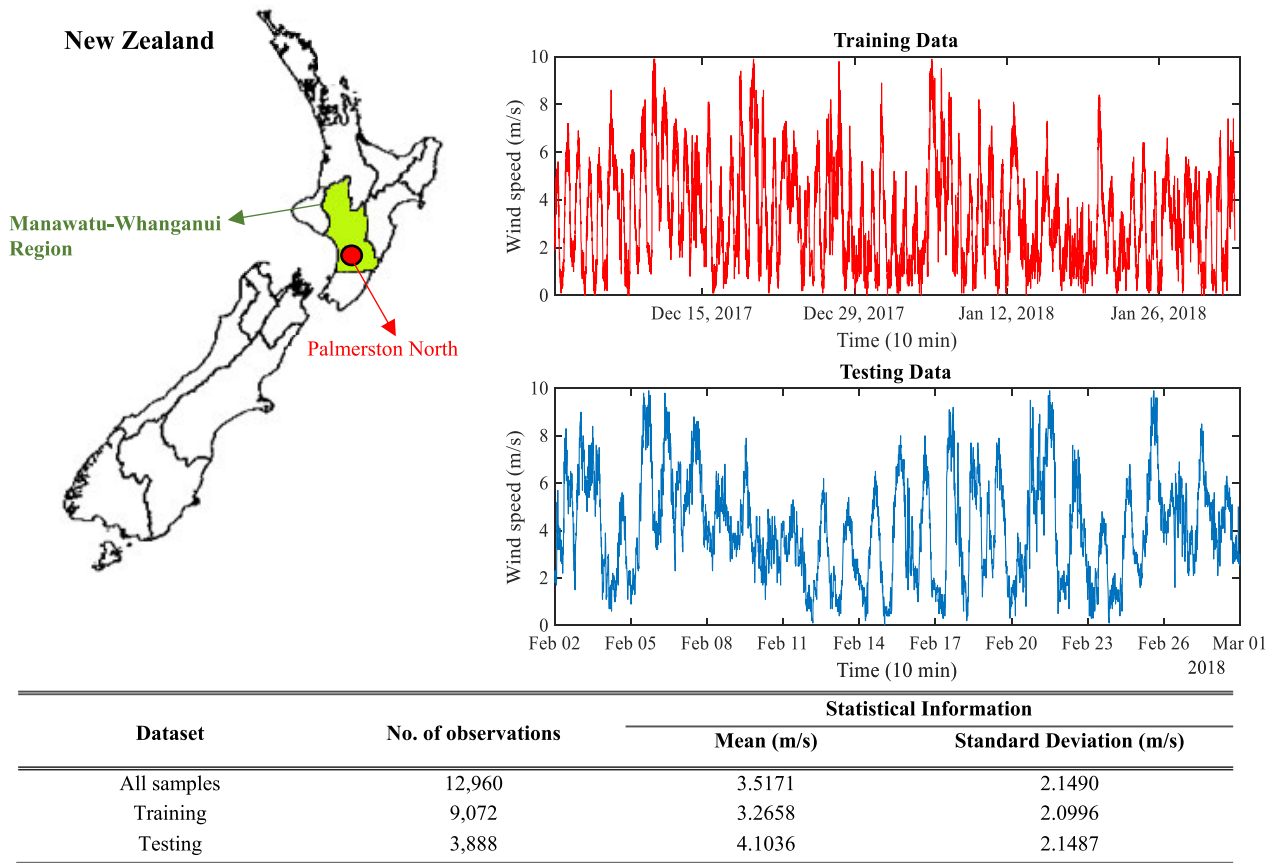 New Zealand
Manawatu-Whanganui
Region
Palmerston North
Training Data
Wind speed (m/s)
10
8
6
4
2
0
Dec 15, 2017 Dec 29, 2017 Jan 12, 2018 Jan 26, 2018
Time (10 min)
Testing Data
Wind speed (m/s)
10
8
6
4
2
0
Feb 02 Feb 05 Feb 08 Feb 11 Feb 14 Feb 17 Feb 20 Feb 23 Feb 26 Mar 01
Time (10 min) 2018
Statistical Information
Dataset No. of observations
Mean (m/s) Standard Deviation (m/s)
All samples 12,960 3.5171 2.1490
Training 9,072 3.2658 2.0996
Testing 3,888 4.1036 2.1487